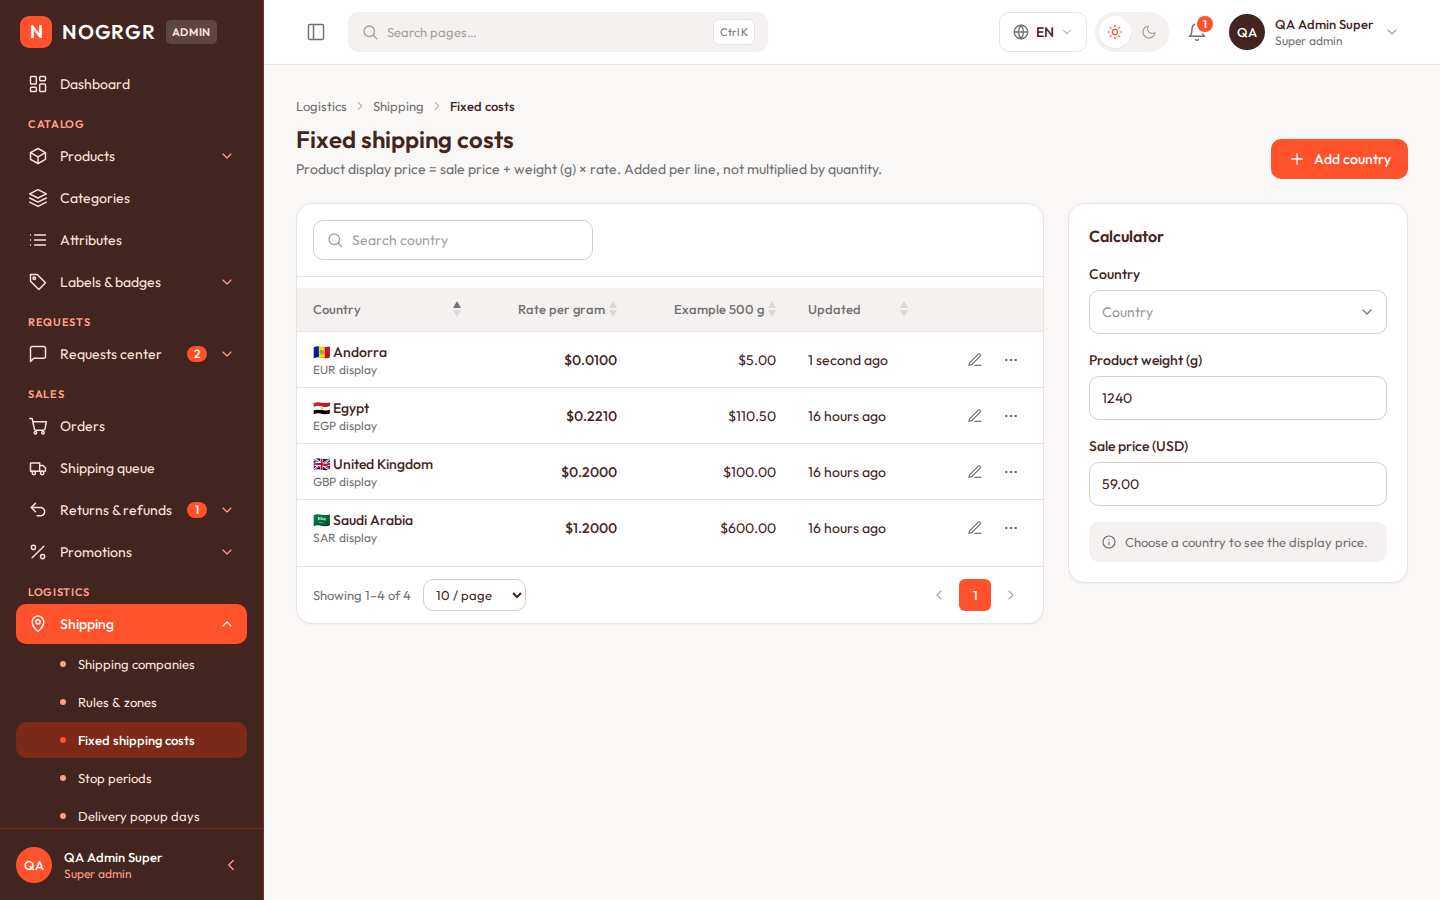 N NOGRGR ADMIN
Dashboard
CATALOG
Products
Categories
Attributes
Labels & badges
REQUESTS
Requests center 2
SALES
Orders
Shipping queue
Returns & refunds 1
Promotions
LOGISTICS
Shipping
Shipping companies
Rules & zones
Fixed shipping costs
Stop periods
Delivery popup days
QA QA Admin Super
Super admin
Search pages... Ctrl K
EN
1
QA QA Admin Super
Super admin
Logistics Shipping Fixed costs
Fixed shipping costs
Product display price = sale price + weight (g) × rate. Added per line, not multiplied by quantity.
Add country
Search country
Country Rate per gram Example 500 g Updated
Andorra $0.0100 $5.00 1 second ago
EUR display
Egypt $0.2210 $110.50 16 hours ago
EGP display
United Kingdom $0.2000 $100.00 16 hours ago
GBP display
Saudi Arabia $1.2000 $600.00 16 hours ago
SAR display
Showing 1–4 of 4 10 / page 1
Calculator
Country
Country
Product weight (g)
1240
Sale price (USD)
59.00
Choose a country to see the display price.